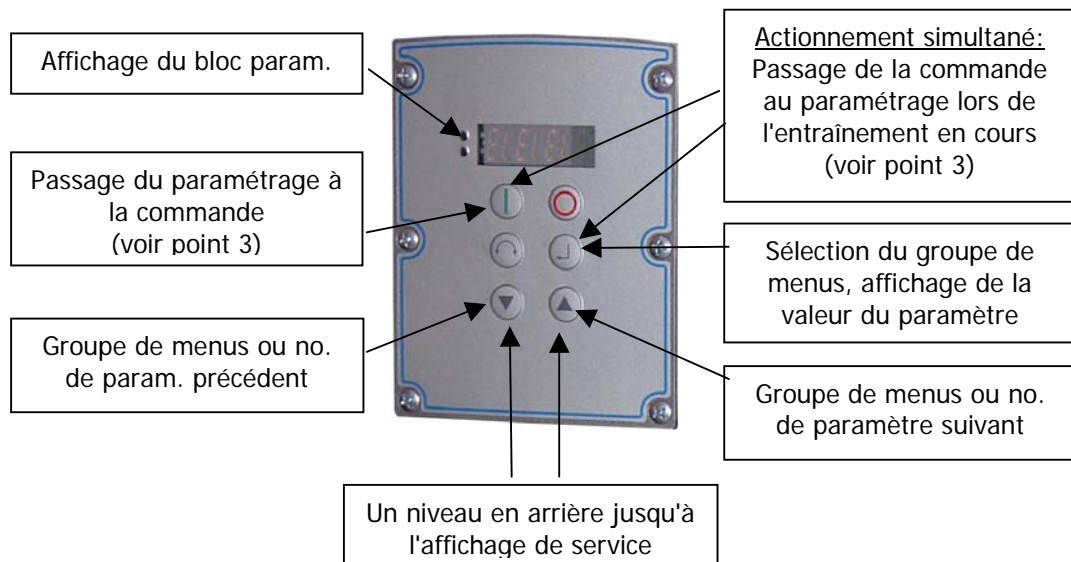 Affichage du bloc param.
Passage du paramétrage à
la commande
(voir point 3)
Groupe de menus ou no.
de param. précédent
Actionnement simultané:
Passage de la commande
au paramétrage lors de
l'entraînement en cours
(voir point 3)
Sélection du groupe de
menus, affichage de la
valeur du paramètre
Groupe de menus ou no.
de paramètre suivant
Un niveau en arrière jusqu'à
l'affichage de service